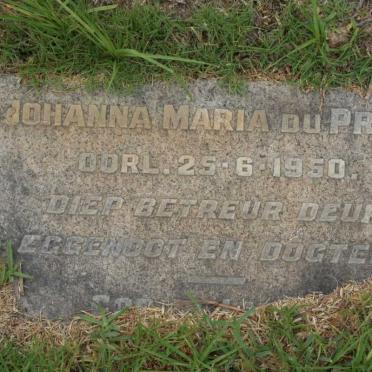 JOHANNA MARIA DU PR
OORL. 25-6-1950.
DIEP BETREUR DEUR
EGGENOOT EN DOGTE